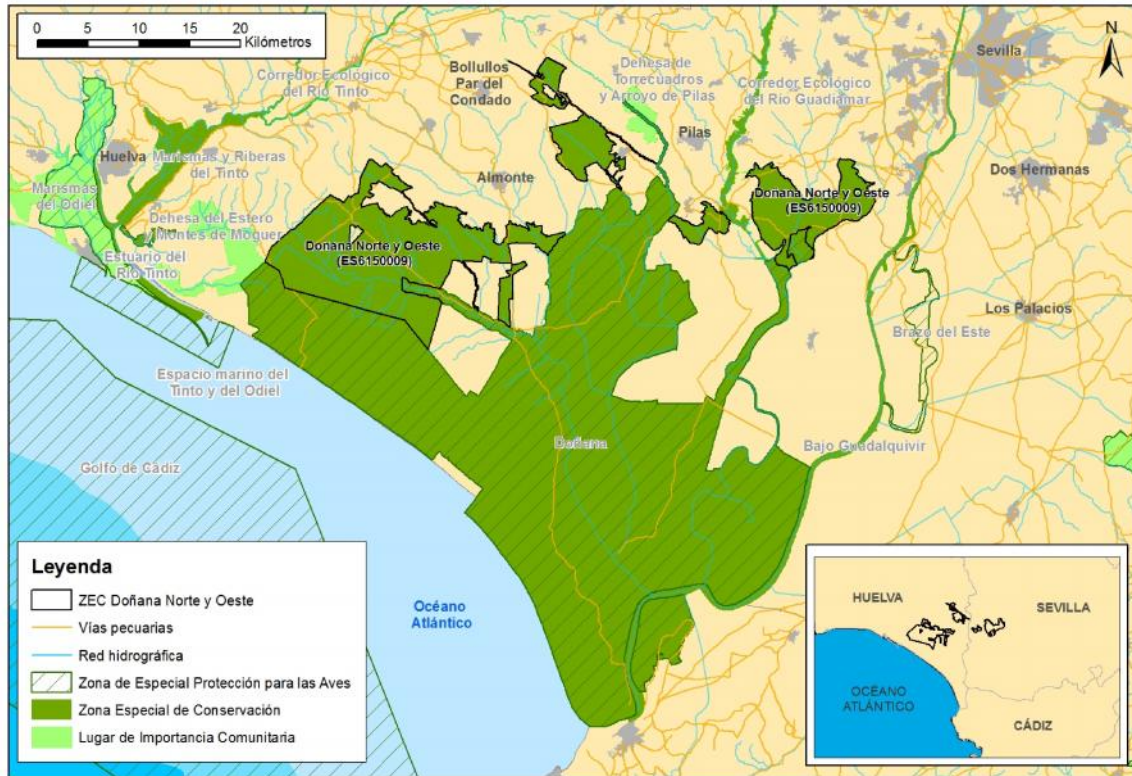 0 5 10 15 20
Kilómetros
N
Sevilla
Corredor Ecológico
del Río Tinto
Bollullos
Par del
Condado
Dehesa de
Torrecuadros
y Arroyo de Pilas
Corredor Ecológico
del Río Guadiamar
Pilas
Huelva
Marismas y Riberas
del Tinto
Almonte
Dos Hermanas
Marismas
del Odiel
Dehesa del Estero
y Montes de Moguer
Estuario del
Río Tinto
Doñana Norte y Oeste
(ES6150009)
Doñana Norte y Oeste
(ES6150009)
Los Palacios
Brazo del Este
Espacio marino del
Tinto y del Odiel
Doñana
Bajo Guadalquivir
Golfo de Cádiz
Océano
Atlántico
Leyenda
ZEC Doñana Norte y Oeste
Vías pecuarias
Red hidrográfica
Zona de Especial Protección para las Aves
Zona Especial de Conservación
Lugar de Importancia Comunitaria
HUELVA
SEVILLA
OCÉANO
ATLÁNTICO
CÁDIZ